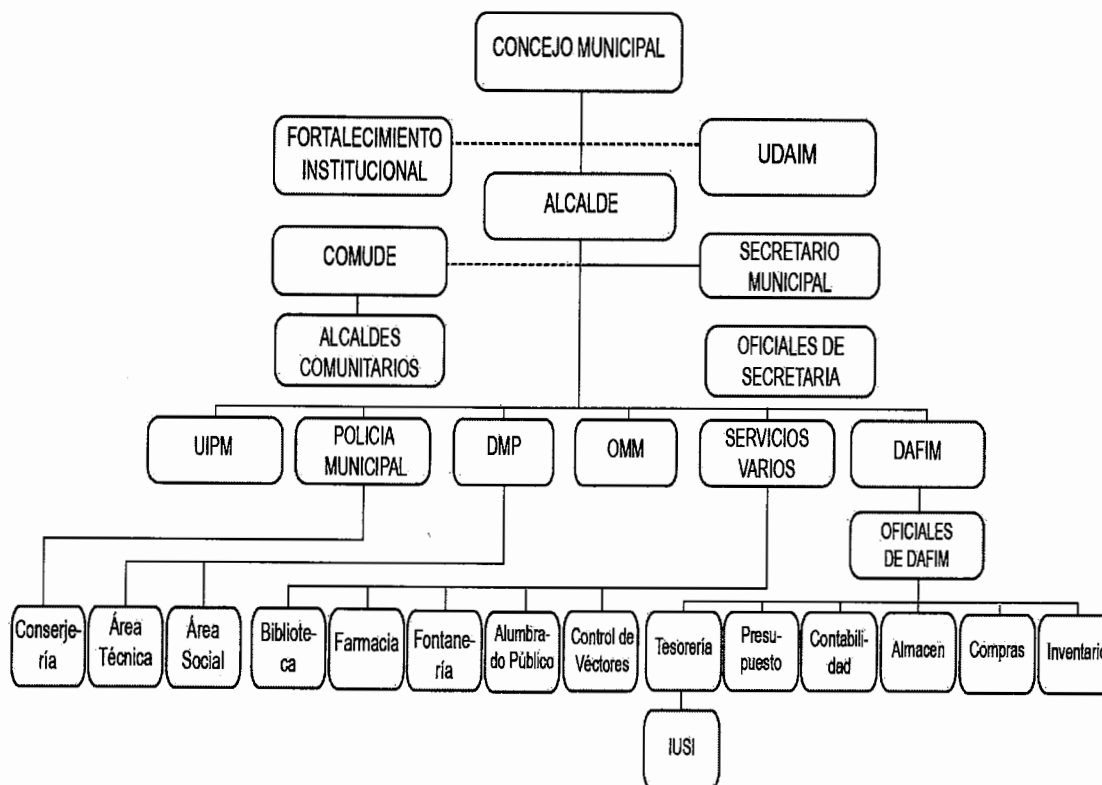 CONCEJO MUNICIPAL
FORTALECIMIENTO
INSTITUCIONAL
UDAIM
ALCALDE
COMUDE
SECRETARIO
MUNICIPAL
ALCALDES
COMUNITARIOS
OFICIALES DE
SECRETARIA
UIPM
POLICIA
MUNICIPAL
DMP
OMM
SERVICIOS
VARIOS
DAFIM
OFICIALES
DE DAFIM
Conserje-
ría
Área
Técnica
Área
Social
Bibliote-
ca
Farmacia
Fontane-
ría
Alumbra-
do Público
Control de
Véctores
Tesorería
Presu-
puesto
Contabili-
dad
Almacen
Compras
Inventario
IUSI